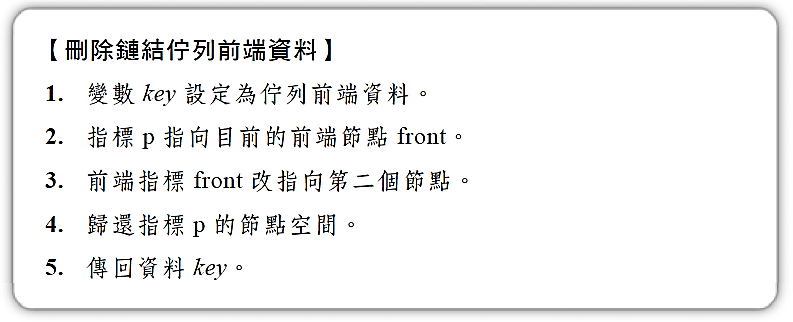 【刪除鏈結佇列前端資料】
1. 變數 key 設定為佇列前端資料。
2. 指標 p 指向目前的前端節點 front。
3. 前端指標 front 改指向第二個節點。
4. 歸還指標 p 的節點空間。
5. 傳回資料 key。